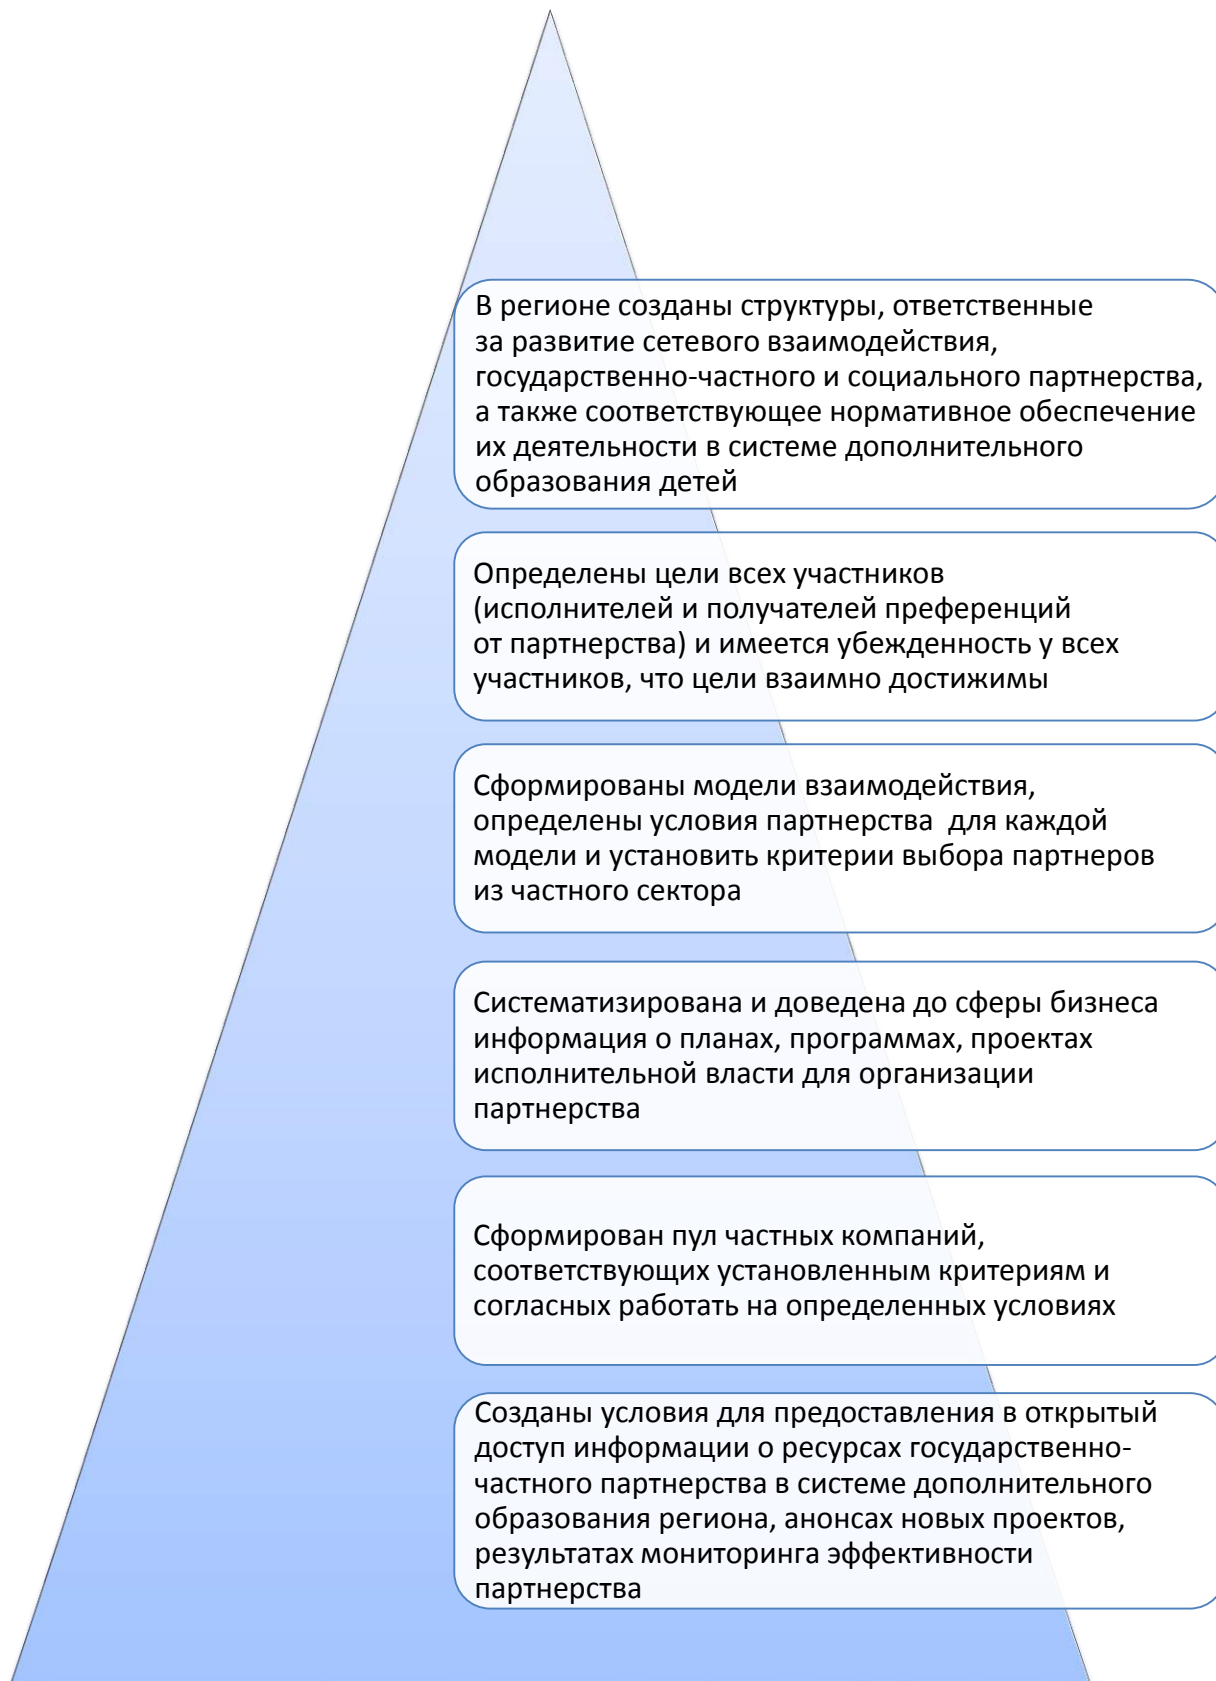 В регионе созданы структуры, ответственные
за развитие сетевого взаимодействия,
государственно-частного и социального партнерства,
а также соответствующее нормативное обеспечение
их деятельности в системе дополнительного
образования детей
Определены цели всех участников
(исполнителей и получателей преференций
от партнерства) и имеется убежденность у всех
участников, что цели взаимно достижимы
Сформированы модели взаимодействия,
определены условия партнерства  для каждой
модели и установить критерии выбора партнеров
из частного сектора
Систематизирована и доведена до сферы бизнеса
информация о планах, программах, проектах
исполнительной власти для организации
партнерства
Сформирован пул частных компаний,
соответствующих установленным критериям и
согласных работать на определенных условиях
Созданы условия для предоставления в открытый
доступ информации о ресурсах государственно-
частного партнерства в системе дополнительного
образования региона, анонсах новых проектов,
результатах мониторинга эффективности
партнерства